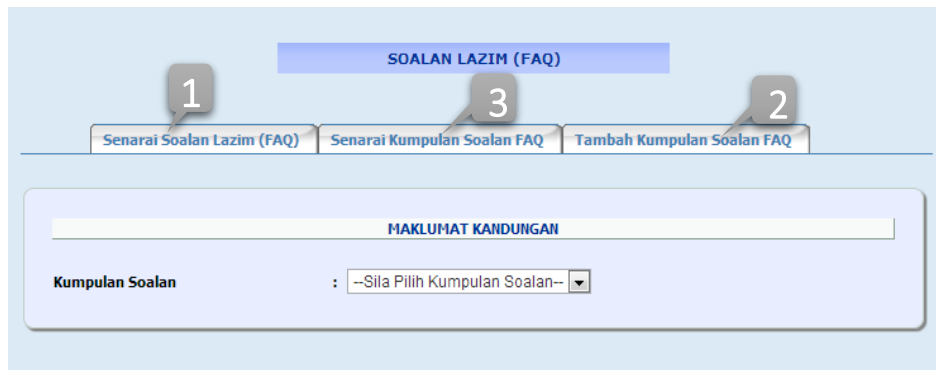 SOALAN LAZIM (FAQ)
1
3
2
Senarai Soalan Lazim (FAQ) Senarai Kumpulan Soalan FAQ Tambah Kumpulan Soalan FAQ
MAKLUMAT KANDUNGAN
Kumpulan Soalan : --Sila Pilih Kumpulan Soalan--